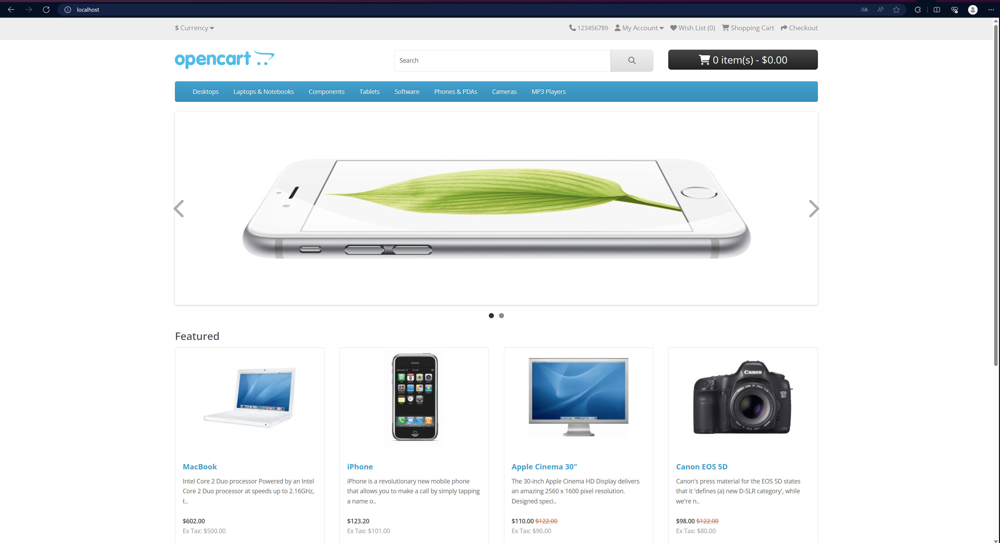 localhost
$ Currency
123456789 My Account Wish List (0) Shopping Cart Checkout
opencart
Search
0 item(s) - $0.00
Desktops Laptops & Notebooks Components Tablets Software Phones & PDAs Cameras MP3 Players
Featured
Canon
EOS
5D
MacBook
Intel Core 2 Duo processor Powered by an Intel
Core 2 Duo processor at speeds up to 2.16GHz,
t..
$602.00
Ex Tax: $500.00
iPhone
iPhone is a revolutionary new mobile phone
that allows you to make a call by simply tapping
a name o..
$123.20
Ex Tax: $101.00
Apple Cinema 30"
The 30-inch Apple Cinema HD Display delivers
an amazing 2560 x 1600 pixel resolution.
Designed speci..
$110.00 $122.00
Ex Tax: $90.00
Canon EOS 5D
Canon's press material for the EOS 5D states
that it 'defines (a) new D-SLR category', while
we're n..
$98.00 $122.00
Ex Tax: $80.00